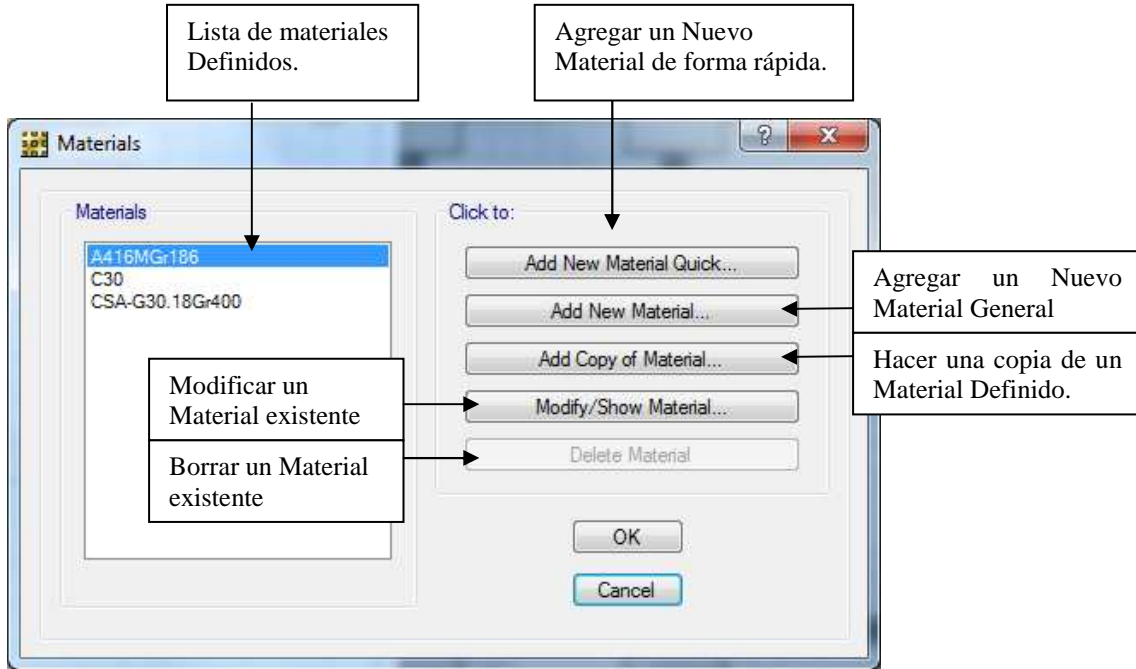 Lista de materiales
Definidos.
Agregar un Nuevo
Material de forma rápida.
Materials
Materials
A416MGr186
C30
CSA-G30.18Gr400
Click to:
Add New Material Quick...
Add New Material...
Add Copy of Material...
Modify/Show Material...
Delete Material
OK
Cancel
Agregar un Nuevo
Material General
Hacer una copia de un
Material Definido.
Modificar un
Material existente
Borrar un Material
existente